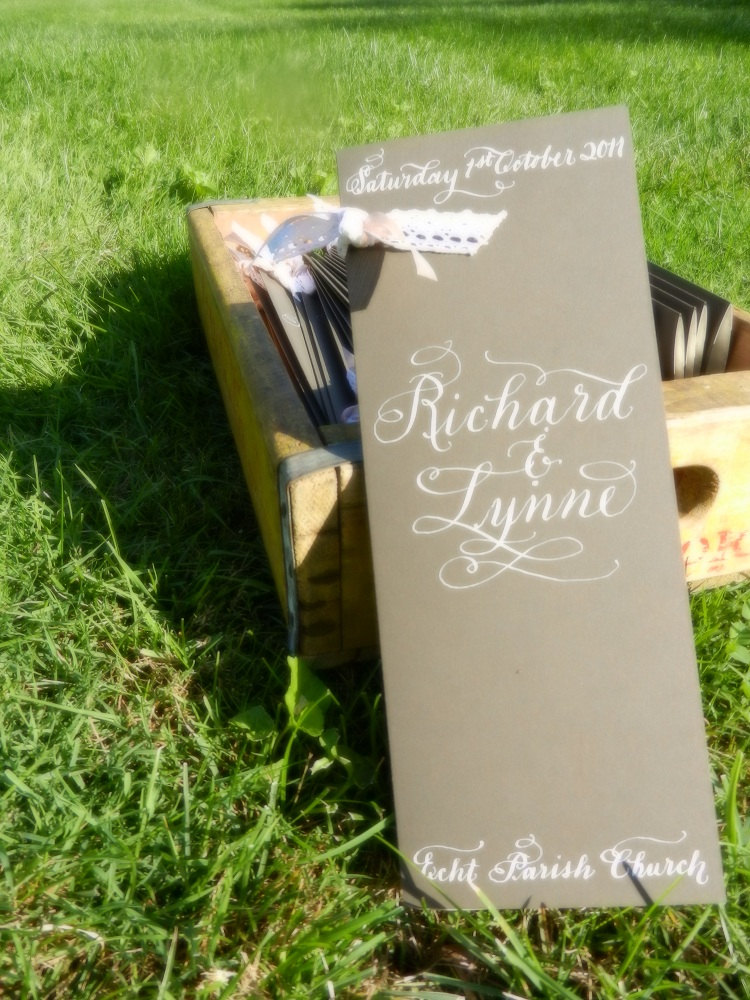 Saturday 1st October 2011
Richard
&
Lynne
Echt Parish Church